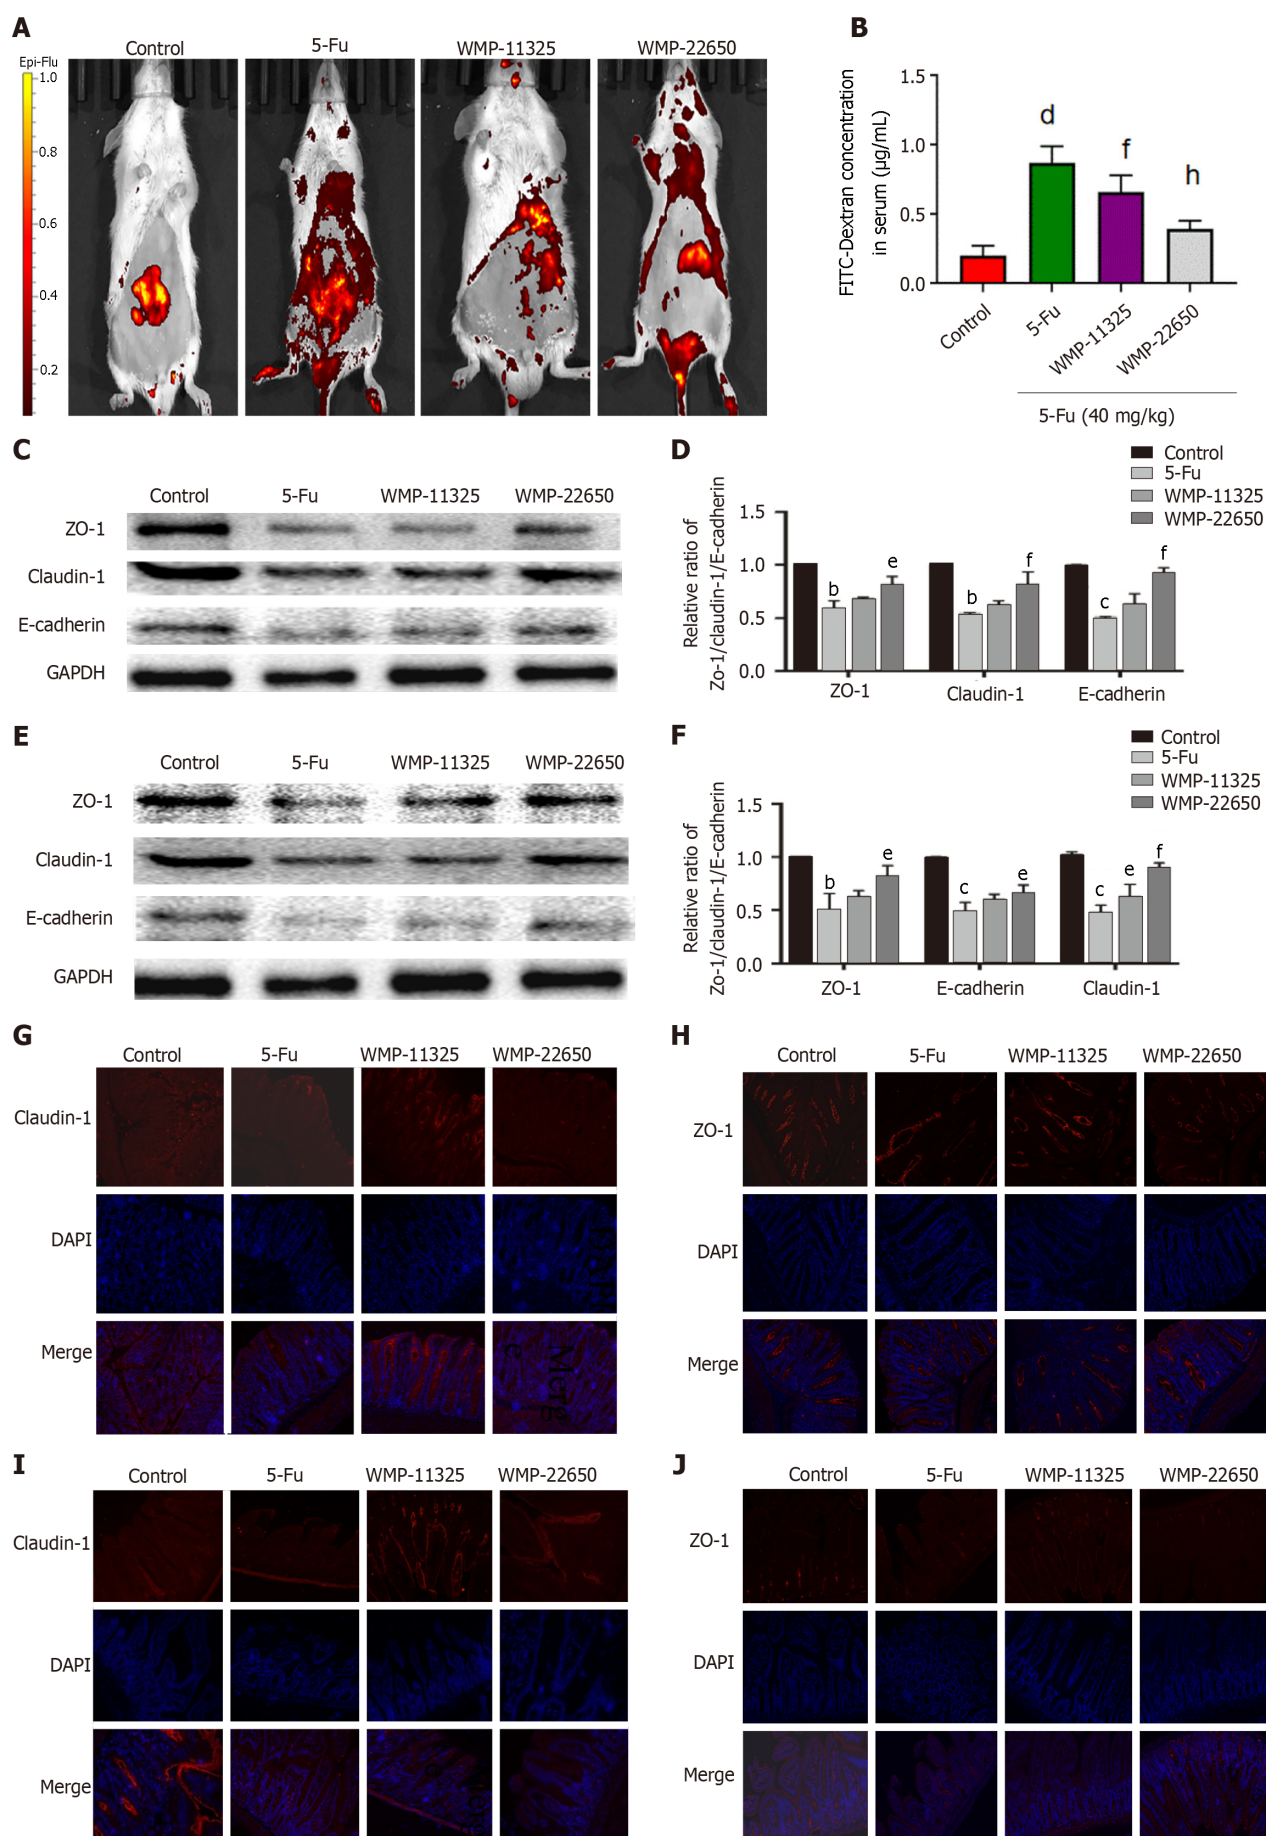 A
B
Control
5-Fu
WMP-11325
WMP-22650
Epi-Flu
1.0
0.8
0.6
0.4
0.2
FITC-Dextran concentration
in serum (µg/mL)
1.5
1.0
0.5
0.0
d
f
h
Control
5-Fu
WMP-11325
WMP-22650
5-Fu (40 mg/kg)
C
Control
5-Fu
WMP-11325
WMP-22650
ZO-1
Claudin-1
E-cadherin
GAPDH
D
Control
5-Fu
WMP-11325
WMP-22650
Relative ratio of
Zo-1/claudin-1/E-cadherin
1.5
1.0
0.5
0.0
b
e
b
f
c
f
ZO-1
Claudin-1
E-cadherin
E
Control
5-Fu
WMP-11325
WMP-22650
ZO-1
Claudin-1
E-cadherin
GAPDH
F
Control
5-Fu
WMP-11325
WMP-22650
Relative ratio of
Zo-1/claudin-1/E-cadherin
1.5
1.0
0.5
0.0
b
e
c
e
c
e
f
ZO-1
E-cadherin
Claudin-1
G
Control
5-Fu
WMP-11325
WMP-22650
Claudin-1
DAPI
Merge
H
Control
5-Fu
WMP-11325
WMP-22650
ZO-1
DAPI
Merge
I
Control
5-Fu
WMP-11325
WMP-22650
Claudin-1
DAPI
Merge
J
Control
5-Fu
WMP-11325
WMP-22650
ZO-1
DAPI
Merge